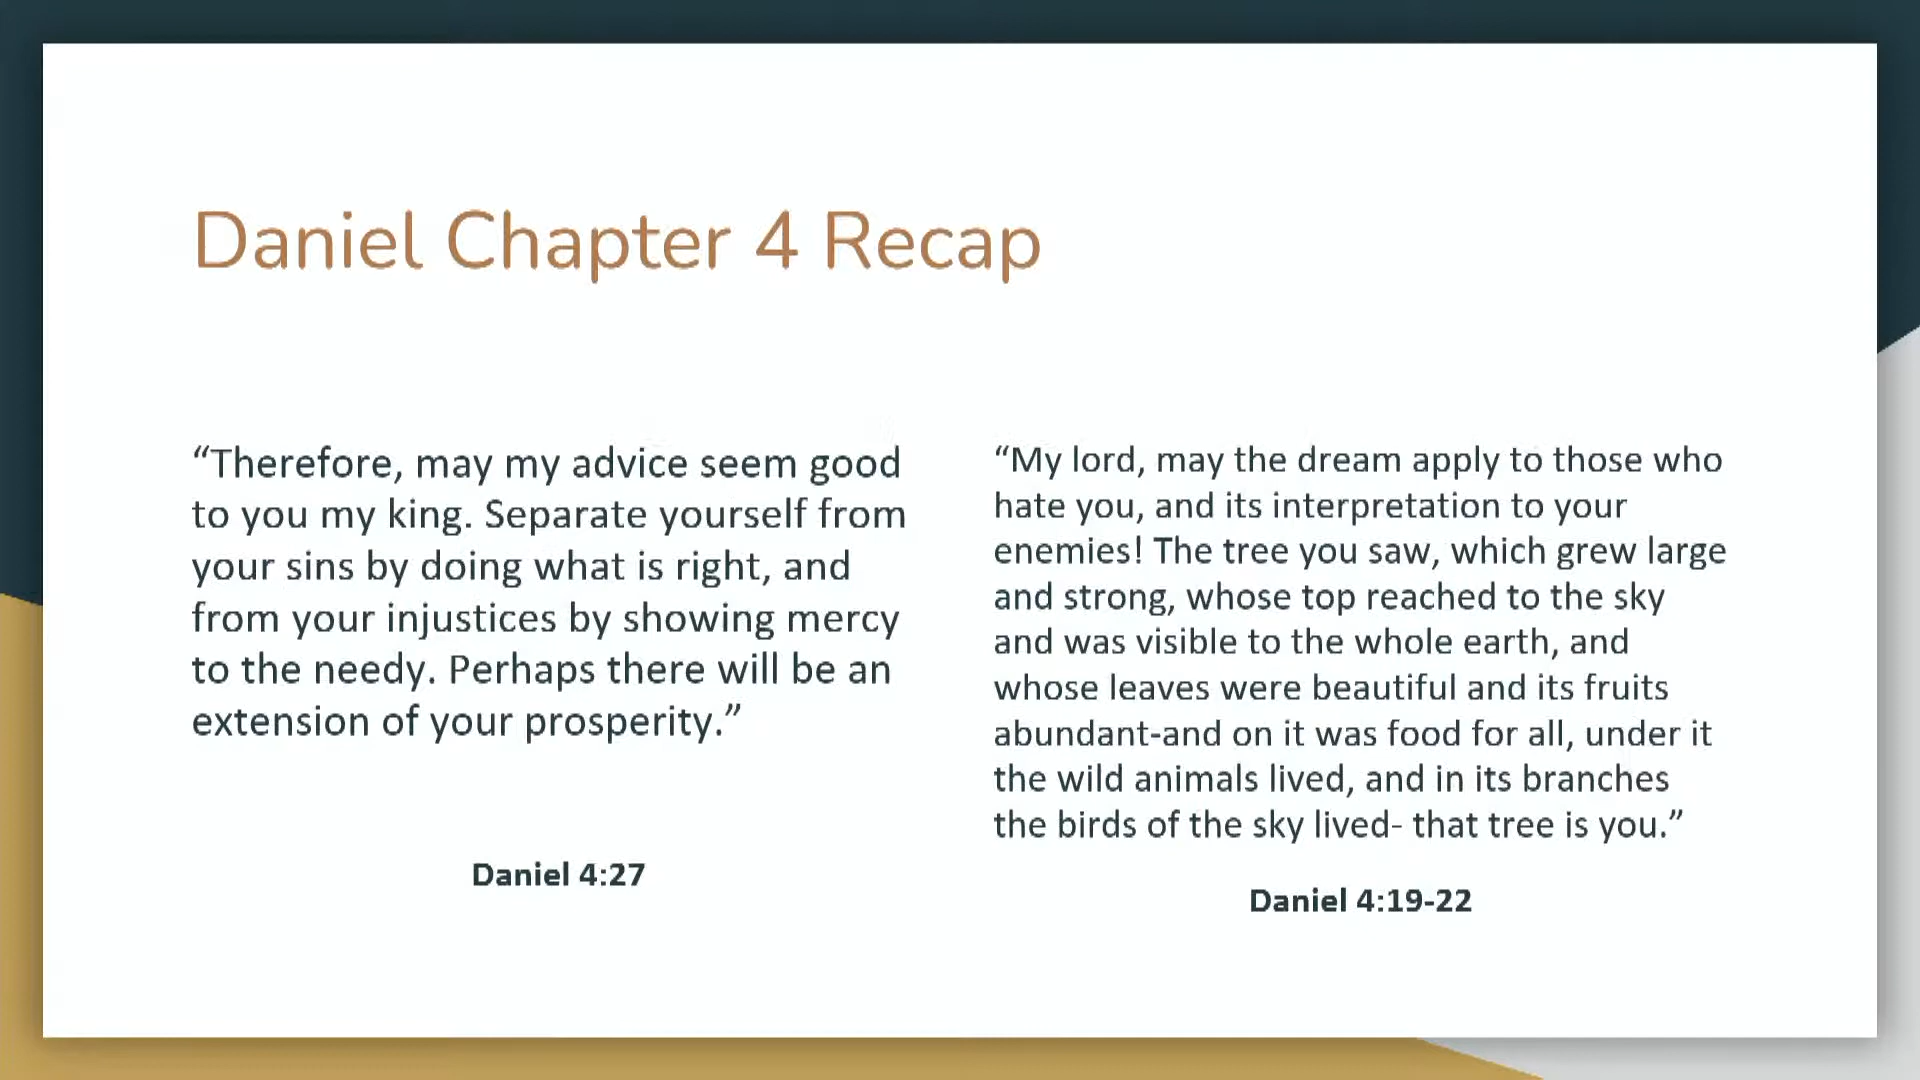 Daniel Chapter 4 Recap
“Therefore, may my advice seem good
to you my king. Separate yourself from
your sins by doing what is right, and
from your injustices by showing mercy
to the needy. Perhaps there will be an
extension of your prosperity.”
Daniel 4:27
“My lord, may the dream apply to those who
hate you, and its interpretation to your
enemies! The tree you saw, which grew large
and strong, whose top reached to the sky
and was visible to the whole earth, and
whose leaves were beautiful and its fruits
abundant-and on it was food for all, under it
the wild animals lived, and in its branches
the birds of the sky lived- that tree is you.”
Daniel 4:19-22